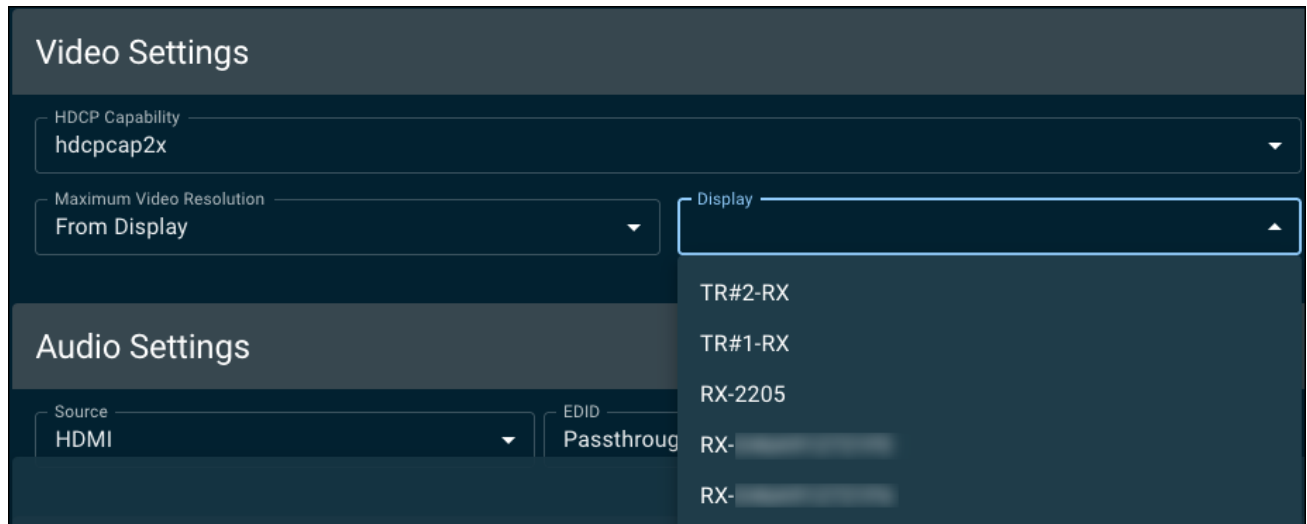 Video Settings
HDCP Capability
hdcpcap2x
Maximum Video Resolution
From Display
Display
TR#2-RX
TR#1-RX
RX-2205
RX-
RX-
Audio Settings
Source
HDMI
EDID
Passthroug